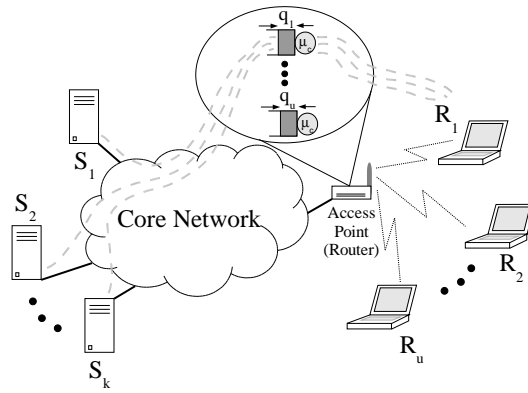 q1
μc
qu
μc
S1
S2
Sk
Core Network
Access
Point
(Router)
R1
R2
Ru